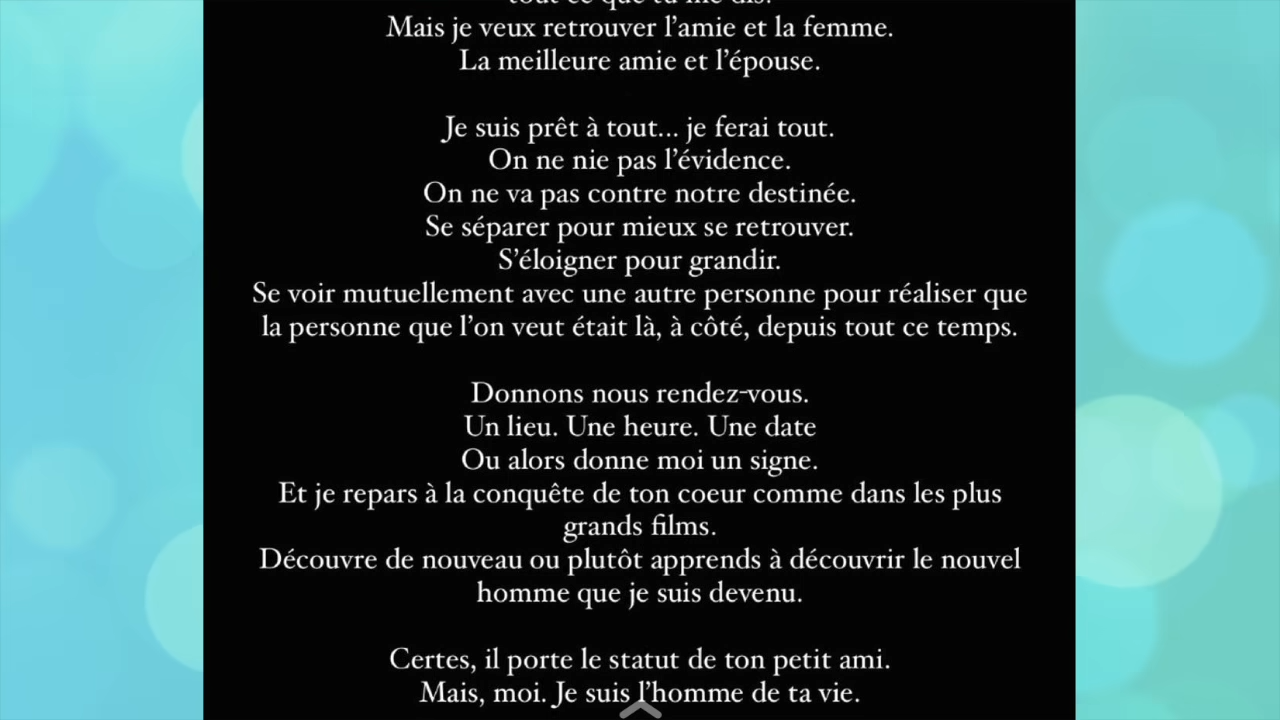 tout ce que tu me dis.
Mais je veux retrouver l’amie et la femme.
La meilleure amie et l’épouse.
Je suis prêt à tout... je ferai tout.
On ne nie pas l’évidence.
On ne va pas contre notre destinée.
Se séparer pour mieux se retrouver.
S’éloigner pour grandir.
Se voir mutuellement avec une autre personne pour réaliser que
la personne que l’on veut était là, à côté, depuis tout ce temps.
Donnons nous rendez-vous.
Un lieu. Une heure. Une date
Ou alors donne moi un signe.
Et je repars à la conquête de ton coeur comme dans les plus
grands films.
Découvre de nouveau ou plutôt apprends à découvrir le nouvel
homme que je suis devenu.
Certes, il porte le statut de ton petit ami.
Mais, moi. Je suis l’homme de ta vie.